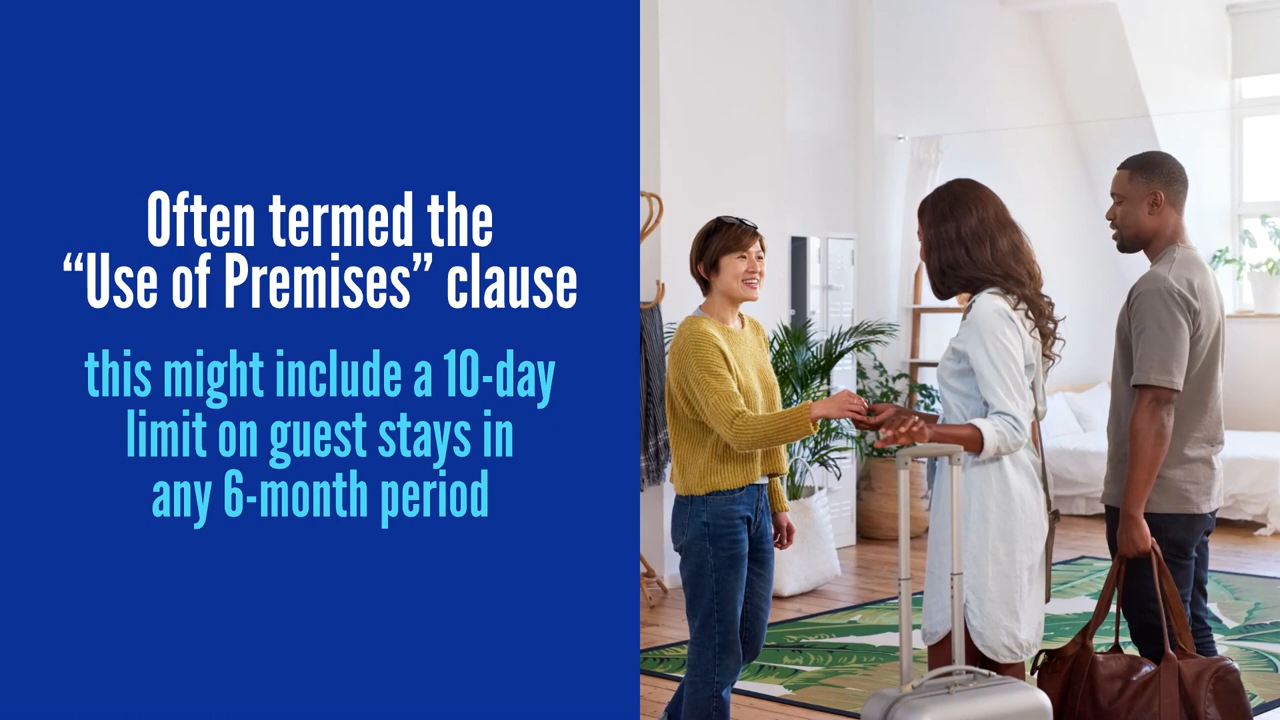 Often termed the
“Use of Premises” clause
this might include a 10-day
limit on guest stays in
any 6-month period